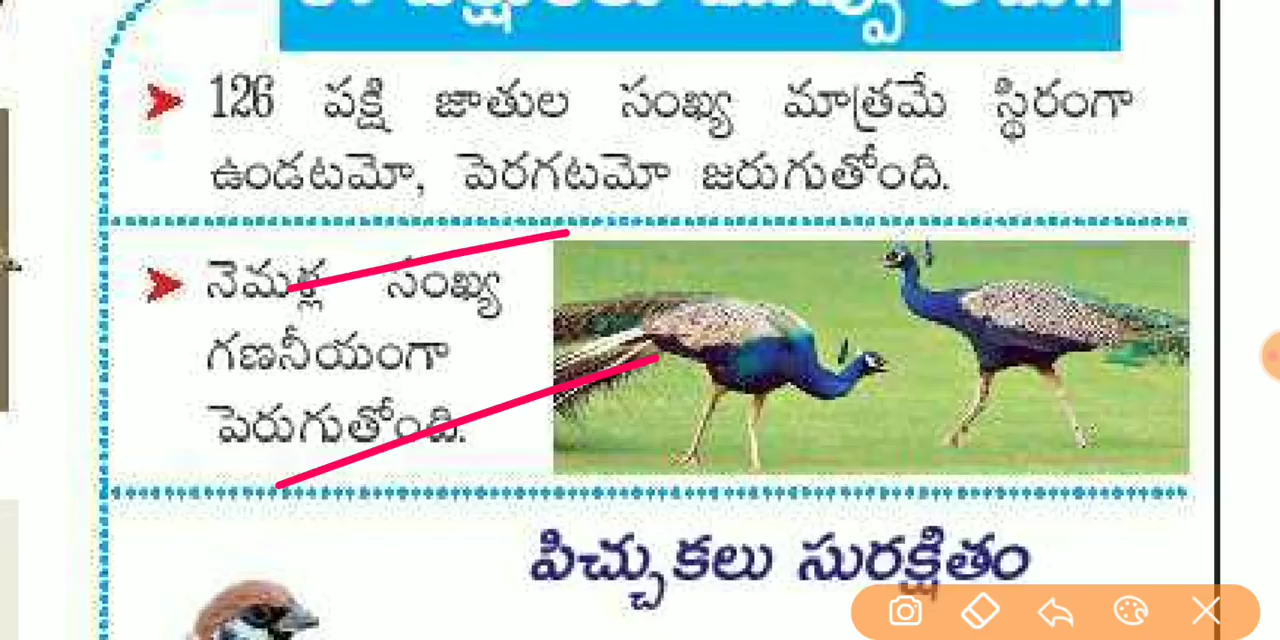 126 పక్షి జాతుల సంఖ్య మాత్రమే స్థిరంగా
ఉండటమో, పెరగటమో జరుగుతోంది.
నెమళ్ల సంఖ్య
గణనీయంగా
పెరుగుతోంది.
పిచ్చుకలు సురక్షితం